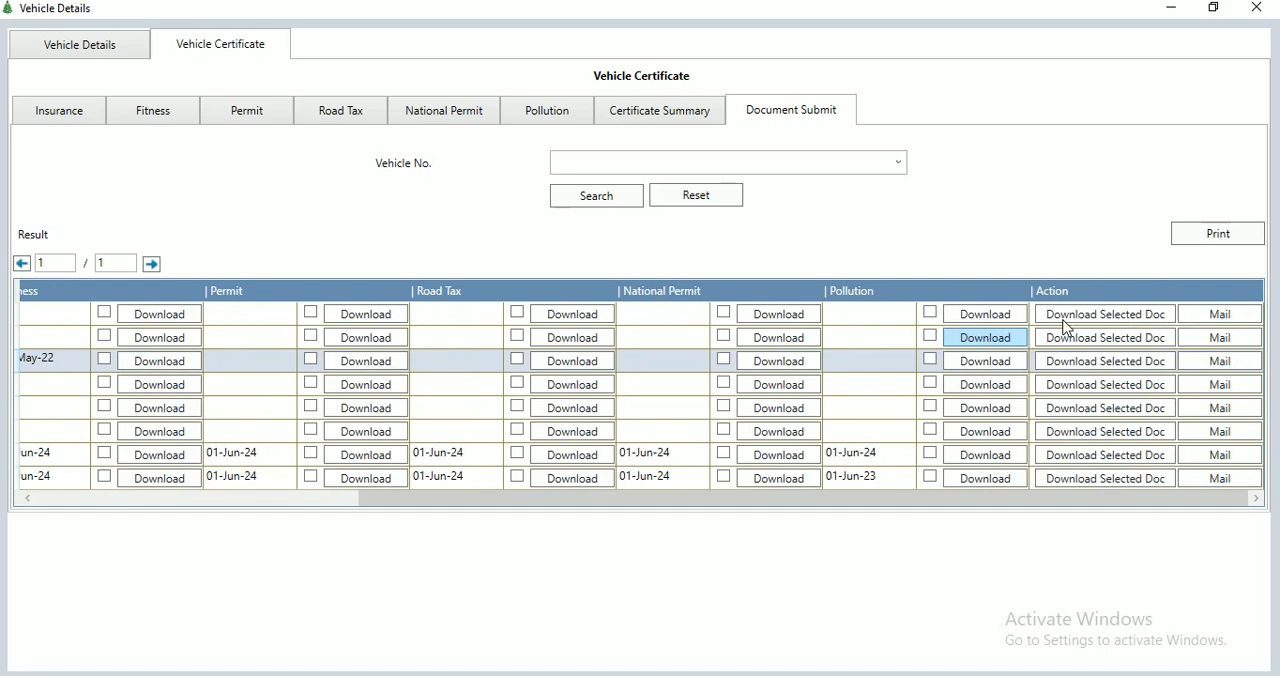 Vehicle Details
Vehicle Details Vehicle Certificate
Vehicle Certificate
Insurance Fitness Permit Road Tax National Permit Pollution Certificate Summary Document Submit
Vehicle No.
Search Reset
Result Print
1 / 1
ess | Permit | Road Tax | National Permit | Pollution | Action
Download Download Download Download Download Download Selected Doc Mail
Download Download Download Download Download Download Selected Doc Mail
May-22 Download Download Download Download Download Download Selected Doc Mail
Download Download Download Download Download Download Selected Doc Mail
Download Download Download Download Download Download Selected Doc Mail
Download Download Download Download Download Download Selected Doc Mail
un-24 Download 01-Jun-24 Download 01-Jun-24 Download 01-Jun-24 Download 01-Jun-24 Download Download Selected Doc Mail
un-24 Download 01-Jun-24 Download 01-Jun-24 Download 01-Jun-24 Download 01-Jun-23 Download Download Selected Doc Mail
Activate Windows
Go to Settings to activate Windows.